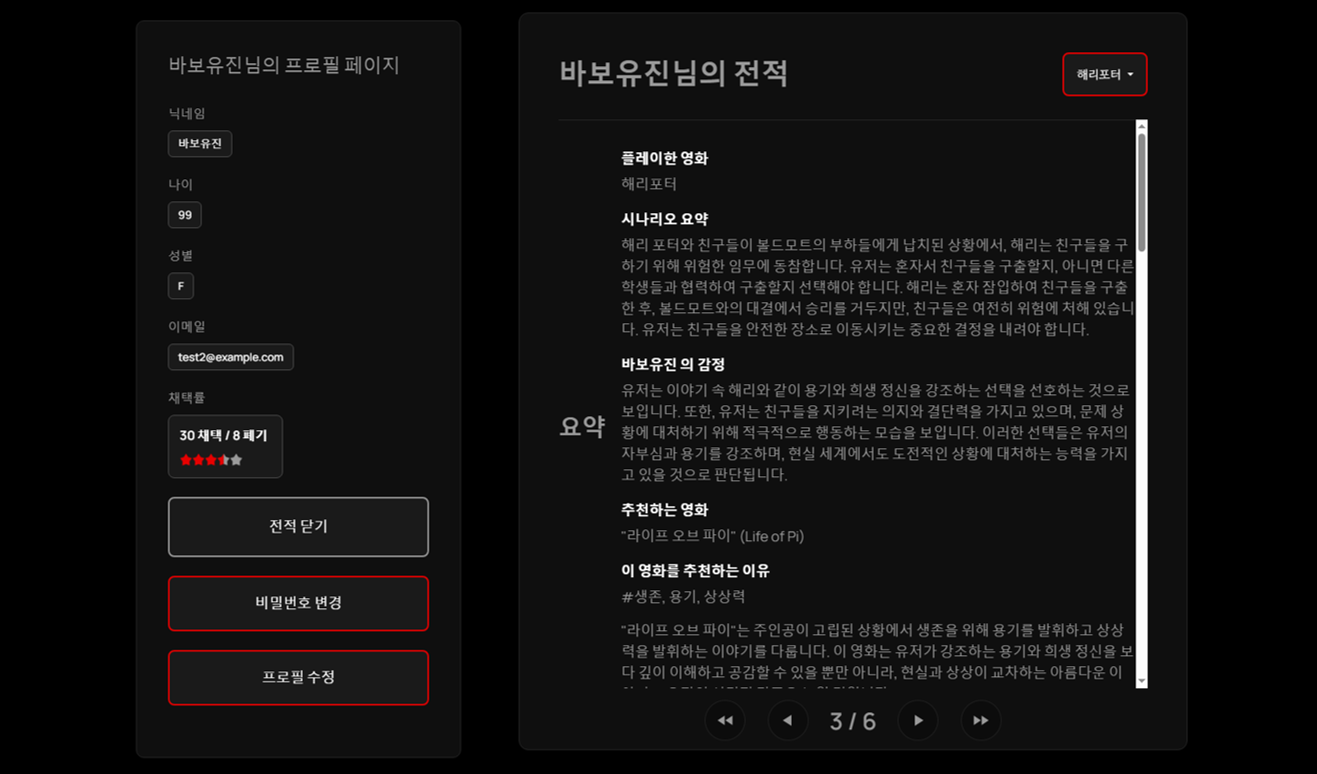 바보유진님의 프로필 페이지
닉네임
바보유진
나이
99
성별
F
이메일
test2@example.com
채택률
30 채택 / 8 폐기
전적 닫기
비밀번호 변경
프로필 수정
바보유진님의 전적
해리포터
요약
플레이한 영화
해리포터
시나리오 요약
해리 포터와 친구들이 볼드모트의 부하들에게 납치된 상황에서, 해리는 친구들을 구
하기 위해 위험한 임무에 동참합니다. 유저는 혼자서 친구들을 구출할지, 아니면 다른
학생들과 협력하여 구출할지 선택해야 합니다. 해리는 혼자 잠입하여 친구들을 구출
한 후, 볼드모트와의 대결에서 승리를 거두지만, 친구들은 여전히 위험에 처해 있습니
다. 유저는 친구들을 안전한 장소로 이동시키는 중요한 결정을 내려야 합니다.
바보유진 의 감정
유저는 이야기 속 해리와 같이 용기와 희생 정신을 강조하는 선택을 선호하는 것으로
보입니다. 또한, 유저는 친구들을 지키려는 의지와 결단력을 가지고 있으며, 문제 상
황에 대처하기 위해 적극적으로 행동하는 모습을 보입니다. 이러한 선택들은 유저의
자부심과 용기를 강조하며, 현실 세계에서도 도전적인 상황에 대처하는 능력을 가지
고 있을 것으로 판단됩니다.
추천하는 영화
"라이프 오브 파이" (Life of Pi)
이 영화를 추천하는 이유
#생존, 용기, 상상력
"라이프 오브 파이"는 주인공이 고립된 상황에서 생존을 위해 용기를 발휘하고 상상
력을 발휘하는 이야기를 다룹니다. 이 영화는 유저가 강조하는 용기와 희생 정신을 보
다 깊이 이해하고 공감할 수 있을 뿐만 아니라, 현실과 상상이 교차하는 아름다운 이
3 / 6